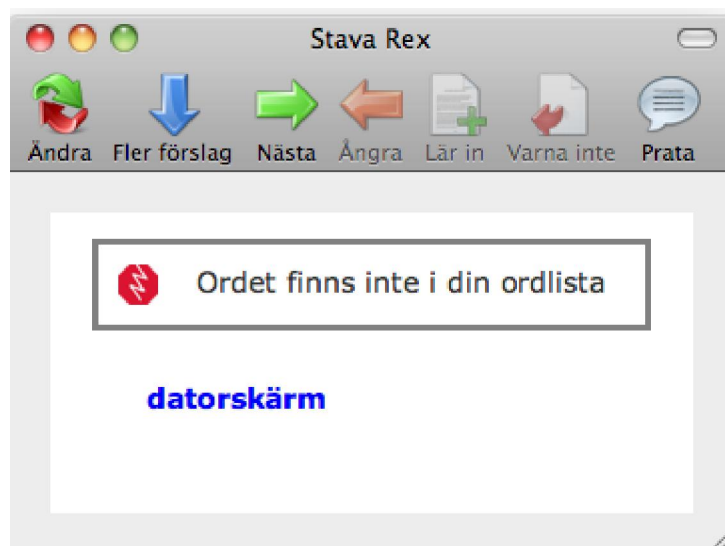 Stava Rex
Ändra Fler förslag Nästa Ångra Lär in Varna inte Prata
Ordet finns inte i din ordlista
datorskärm